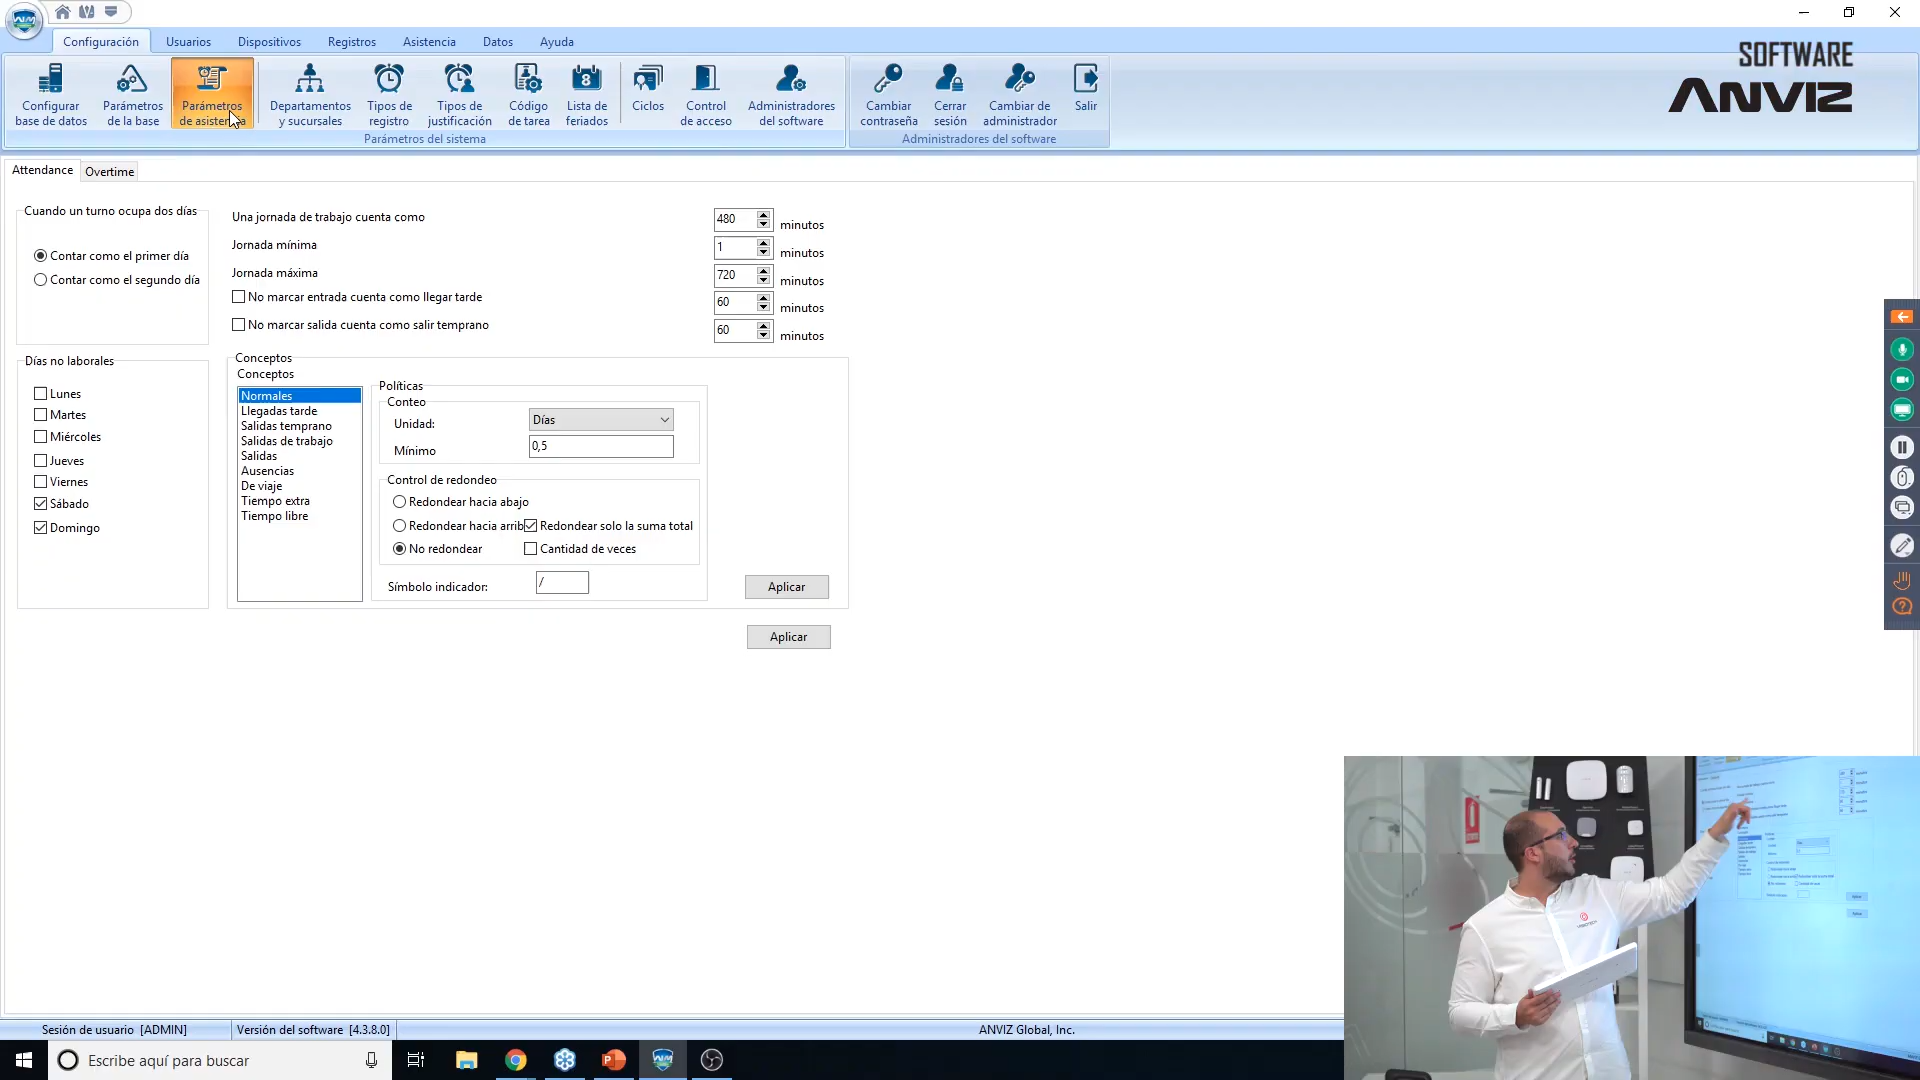 Configuración Usuarios Dispositivos Registros Asistencia Datos Ayuda
SOFTWARE
ANVIZ
Configurar
base de datos
Parámetros
de la base
Parámetros
de asistencia
Departamentos
y sucursales
Tipos de
registro
Tipos de
justificación
Código
de tarea
8
Lista de
feriados
Ciclos
Control
de acceso
Administradores
del software
Cambiar
contraseña
Cerrar
sesión
Cambiar de
administrador
Salir
Parámetros del sistema
Administradores del software
Attendance Overtime
Cuando un turno ocupa dos días
Contar como el primer día
Contar como el segundo día
Una jornada de trabajo cuenta como 480 minutos
Jornada mínima 1 minutos
Jornada máxima 720 minutos
No marcar entrada cuenta como llegar tarde 60 minutos
No marcar salida cuenta como salir temprano 60 minutos
Días no laborales
Lunes
Martes
Miércoles
Jueves
Viernes
Sábado
Domingo
Conceptos
Conceptos
Normales
Llegadas tarde
Salidas temprano
Salidas de trabajo
Salidas
Ausencias
De viaje
Tiempo extra
Tiempo libre
Políticas
Conteo
Unidad: Días
Mínimo 0,5
Control de redondeo
Redondear hacia abajo
Redondear hacia arrib Redondear solo la suma total
No redondear Cantidad de veces
Símbolo indicador: /
Aplicar
Aplicar
Sesión de usuario [ADMIN] Versión del software [4.3.8.0] ANVIZ Global, Inc.
Escribe aquí para buscar